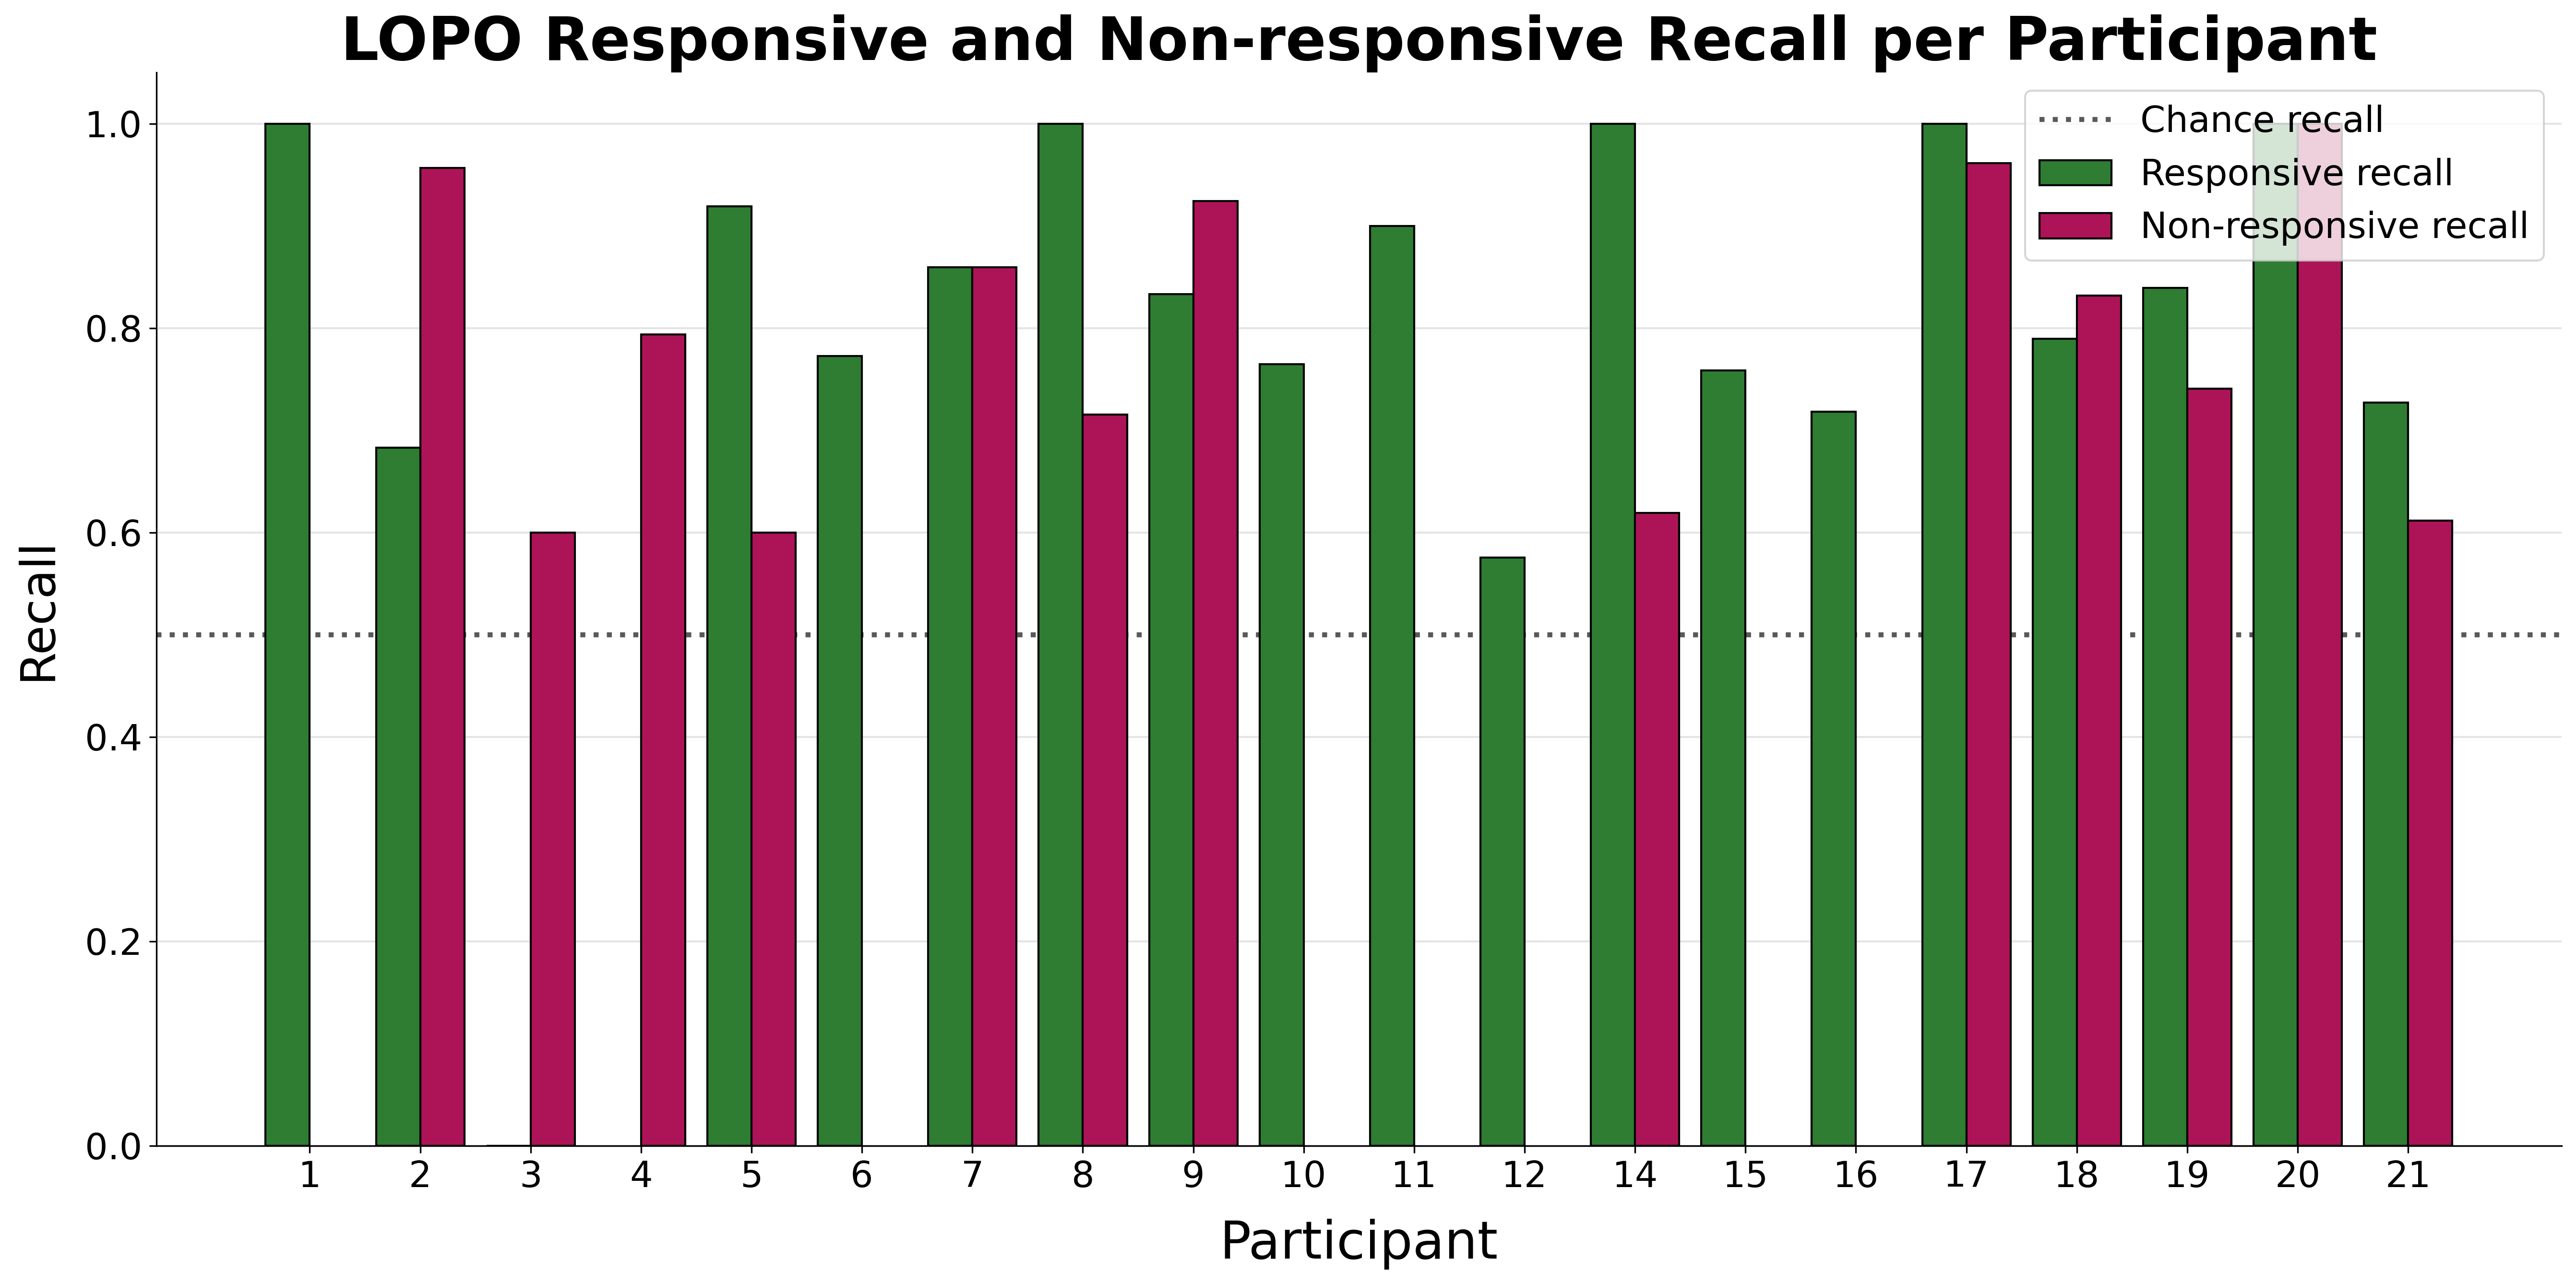 LOPO Responsive and Non-responsive Recall per Participant
Chance recall
Responsive recall
Non-responsive recall
1.0
0.8
0.6
0.4
0.2
0.0
Recall
1 2 3 4 5 6 7 8 9 10 11 12 14 15 16 17 18 19 20 21
Participant